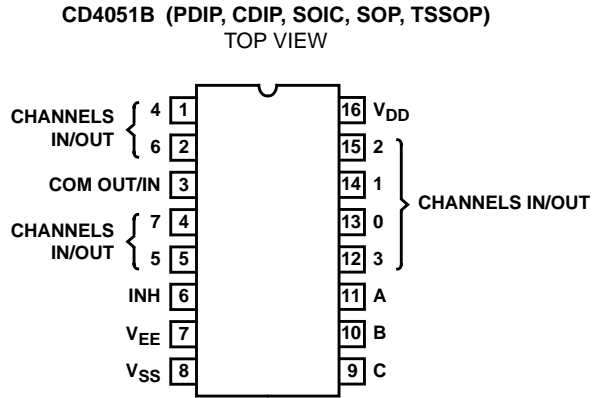 CD4051B (PDIP, CDIP, SOIC, SOP, TSSOP)
TOP VIEW
CHANNELS IN/OUT
4 1
6 2
COM OUT/IN 3
CHANNELS IN/OUT
7 4
5 5
INH 6
VEE 7
VSS 8
16 VDD
15 2
14 1
13 0
12 3
CHANNELS IN/OUT
11 A
10 B
9 C